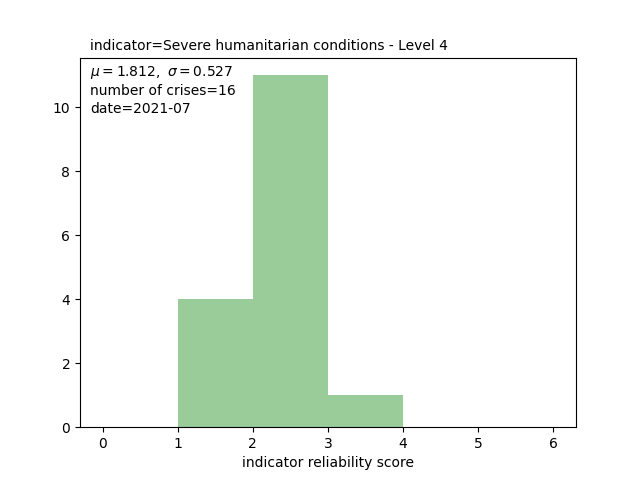 indicator=Severe humanitarian conditions - Level 4
μ = 1.812, σ = 0.527
number of crises=16
date=2021-07
10
8
6
4
2
0
0 1 2 3 4 5 6
indicator reliability score